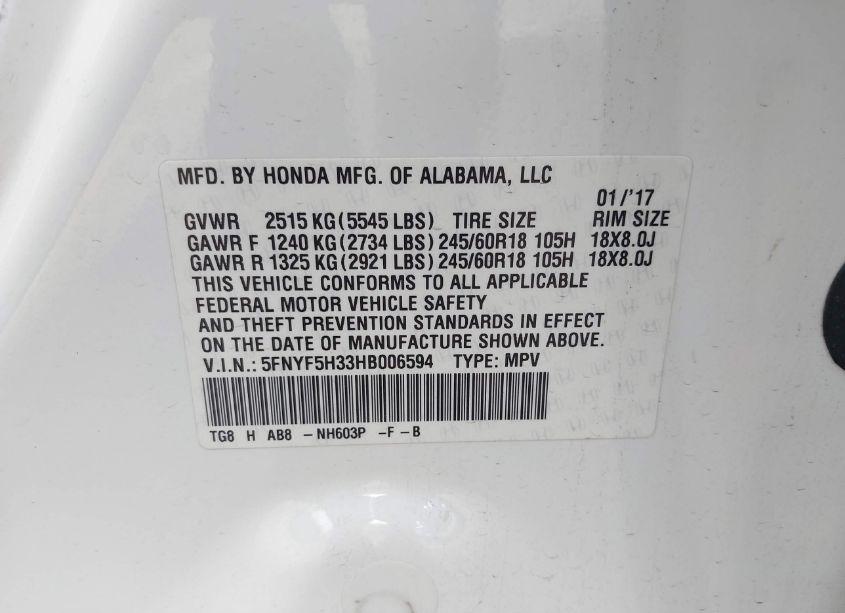 MFD. BY HONDA MFG. OF ALABAMA, LLC
01/'17
GVWR 2515 KG(5545 LBS) TIRE SIZE RIM SIZE
GAWR F 1240 KG(2734 LBS) 245/60R18 105H 18X8.0J
GAWR R 1325 KG(2921 LBS) 245/60R18 105H 18X8.0J
THIS VEHICLE CONFORMS TO ALL APPLICABLE
FEDERAL MOTOR VEHICLE SAFETY
AND THEFT PREVENTION STANDARDS IN EFFECT
ON THE DATE OF MANUFACTURE SHOWN ABOVE.
V.I.N.: 5FNYF5H33HB006594 TYPE: MPV
TG8 H AB8 -NH603P -F-B